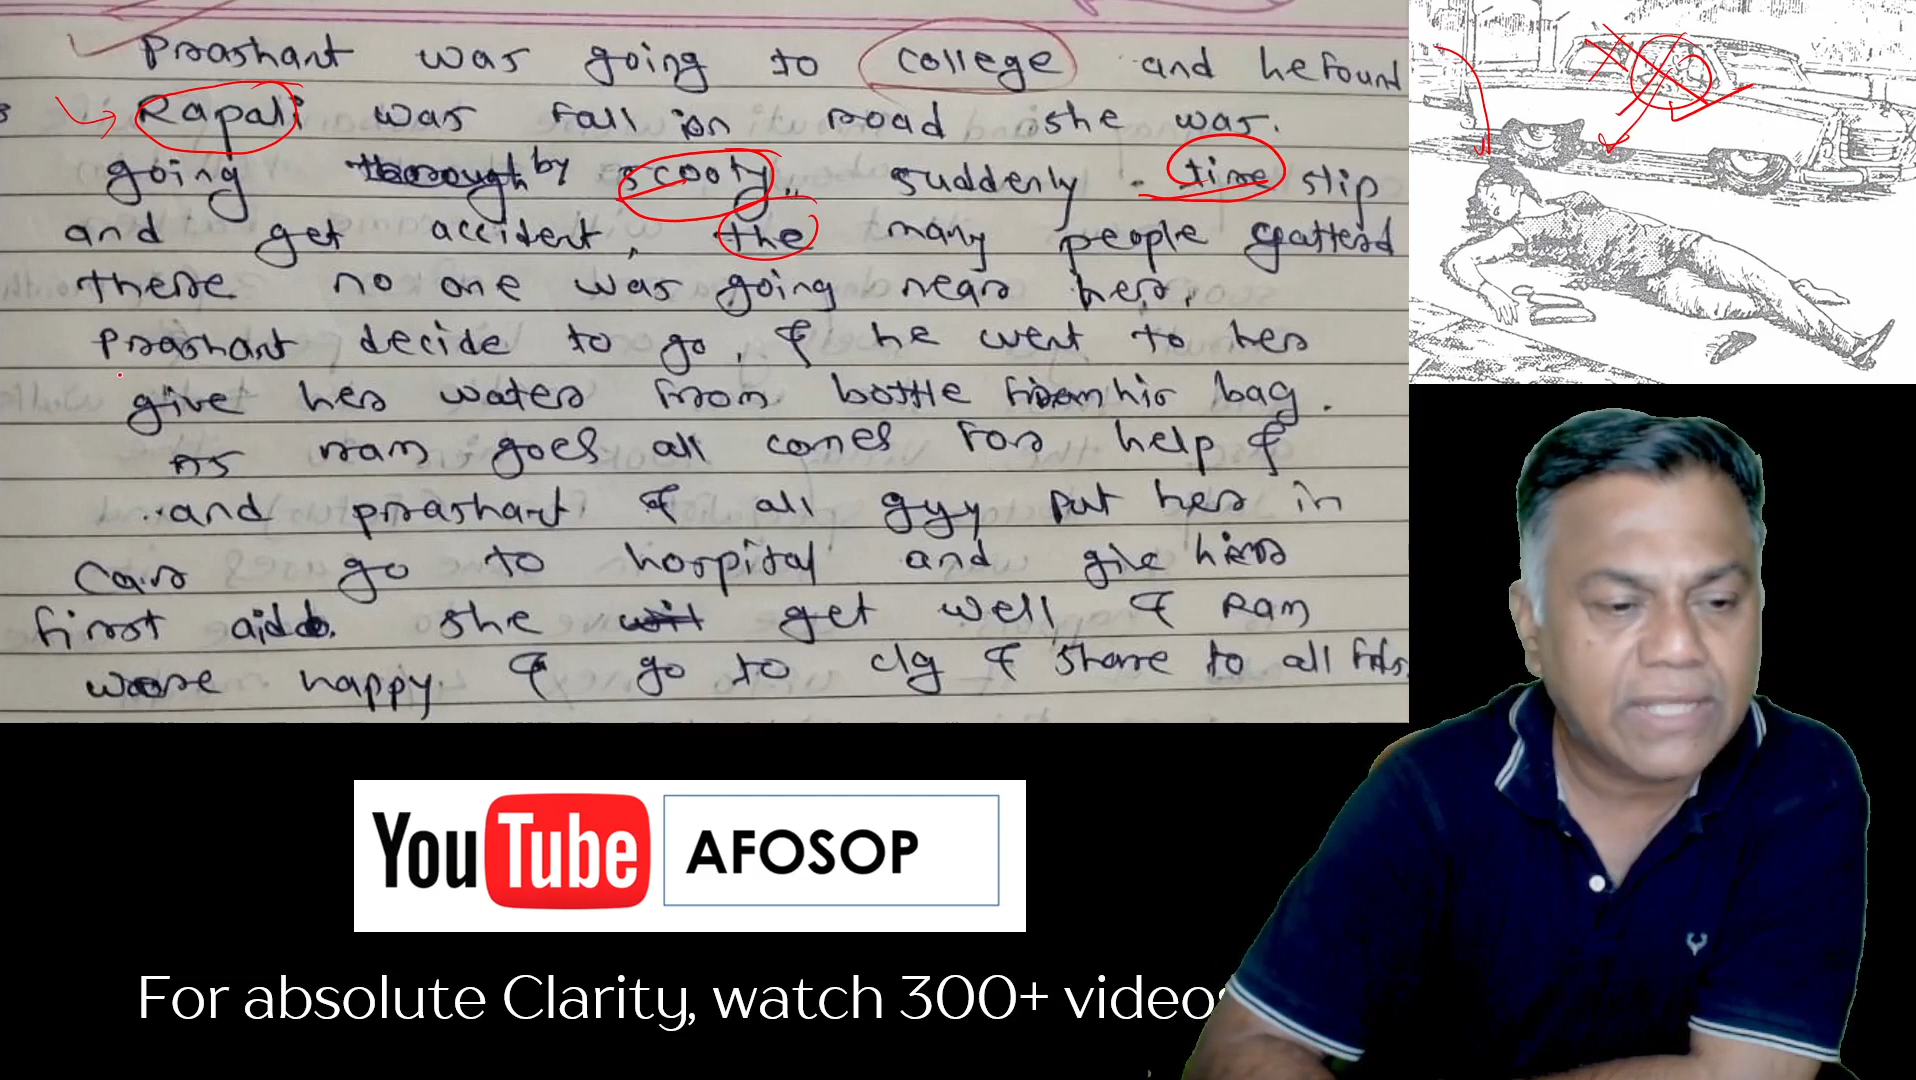 Prashant was going to college and he found
Rapali was fall on road she was.
going by scooty, suddenly time slip
and get accident, the many people gatterd
there no one was going near her,
Prashant decide to go, & he went to her
give her water from bottle from his bag.
As ram goes all comes for help &
and prashant & all gyy put her in
Car go to hospital and give her
first aid. she get well & Ram
were happy & go to clg & share to all frds.
YouTube AFOSOP
For absolute Clarity, watch 300+ videos